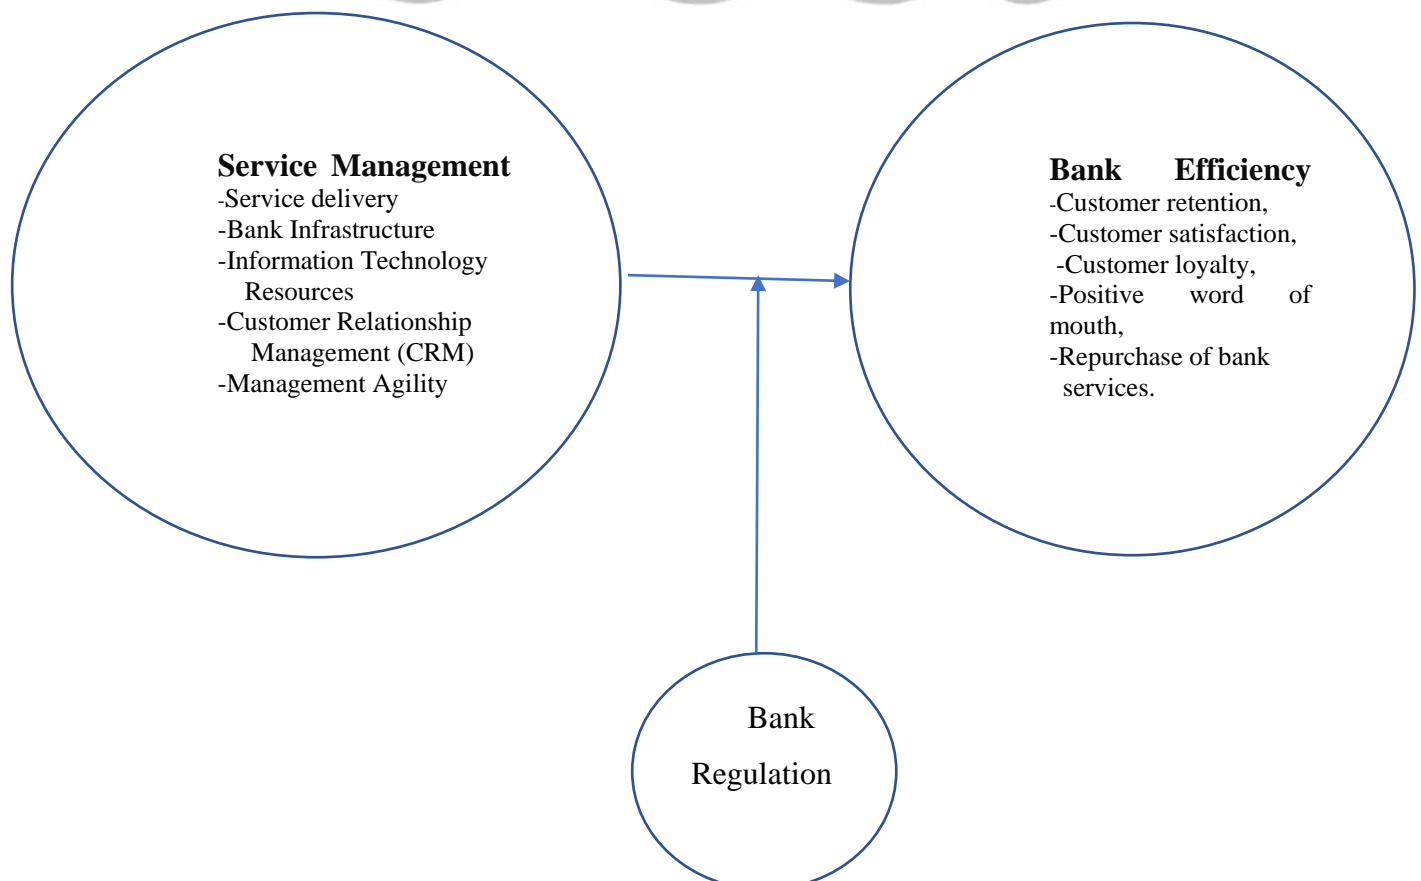 Service Management
-Service delivery
-Bank Infrastructure
-Information Technology
Resources
-Customer Relationship
Management (CRM)
-Management Agility
Bank Efficiency
-Customer retention,
-Customer satisfaction,
-Customer loyalty,
-Positive word of
mouth,
-Repurchase of bank
services.
Bank
Regulation